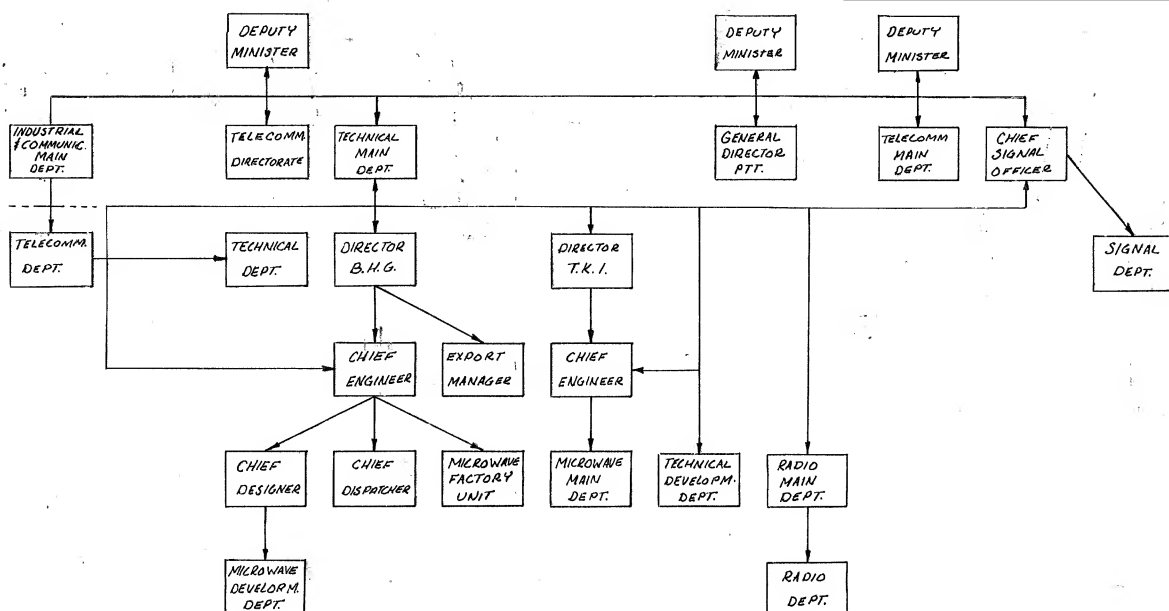 DEPUTY
MINISTER
DEPUTY
MINISTER
DEPUTY
MINISTER
INDUSTRIAL
& COMMUNIC.
MAIN
DEPT.
TELECOMM.
DIRECTORATE
TECHNICAL
MAIN
DEPT.
GENERAL
DIRECTOR
PTT.
TELECOMM
MAIN
DEPT.
CHIEF
SIGNAL
OFFICER
TELECOMM.
DEPT.
TECHNICAL
DEPT.
DIRECTOR
B.H.G.
DIRECTOR
T.K.I.
SIGNAL
DEPT.
CHIEF
ENGINEER
EXPORT
MANAGER
CHIEF
ENGINEER
CHIEF
DESIGNER
CHIEF
DISPATCHER
MICROWAVE
FACTORY
UNIT
MICROWAVE
MAIN
DEPT.
TECHNICAL
DEVELOPM.
DEPT.
RADIO
MAIN
DEPT.
MICROWAVE
DEVELOPM.
DEPT.
RADIO
DEPT.